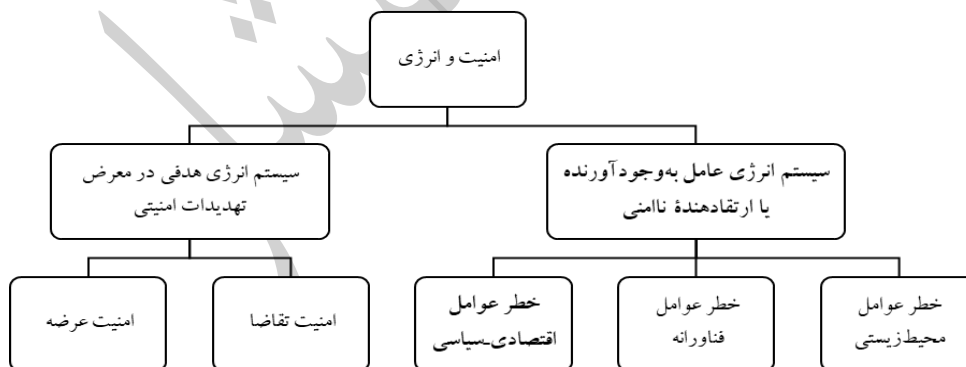 امنیت و انرژی
سیستم انرژی عامل به‌وجودآورنده
یا ارتقادهندۀ ناامنی
سیستم انرژی هدفی در معرض
تهدیدات امنیتی
خطر عوامل
محیط‌زیستی
خطر عوامل
فناورانه
خطر عوامل
اقتصادی‌ـ‌سیاسی
امنیت تقاضا
امنیت عرضه